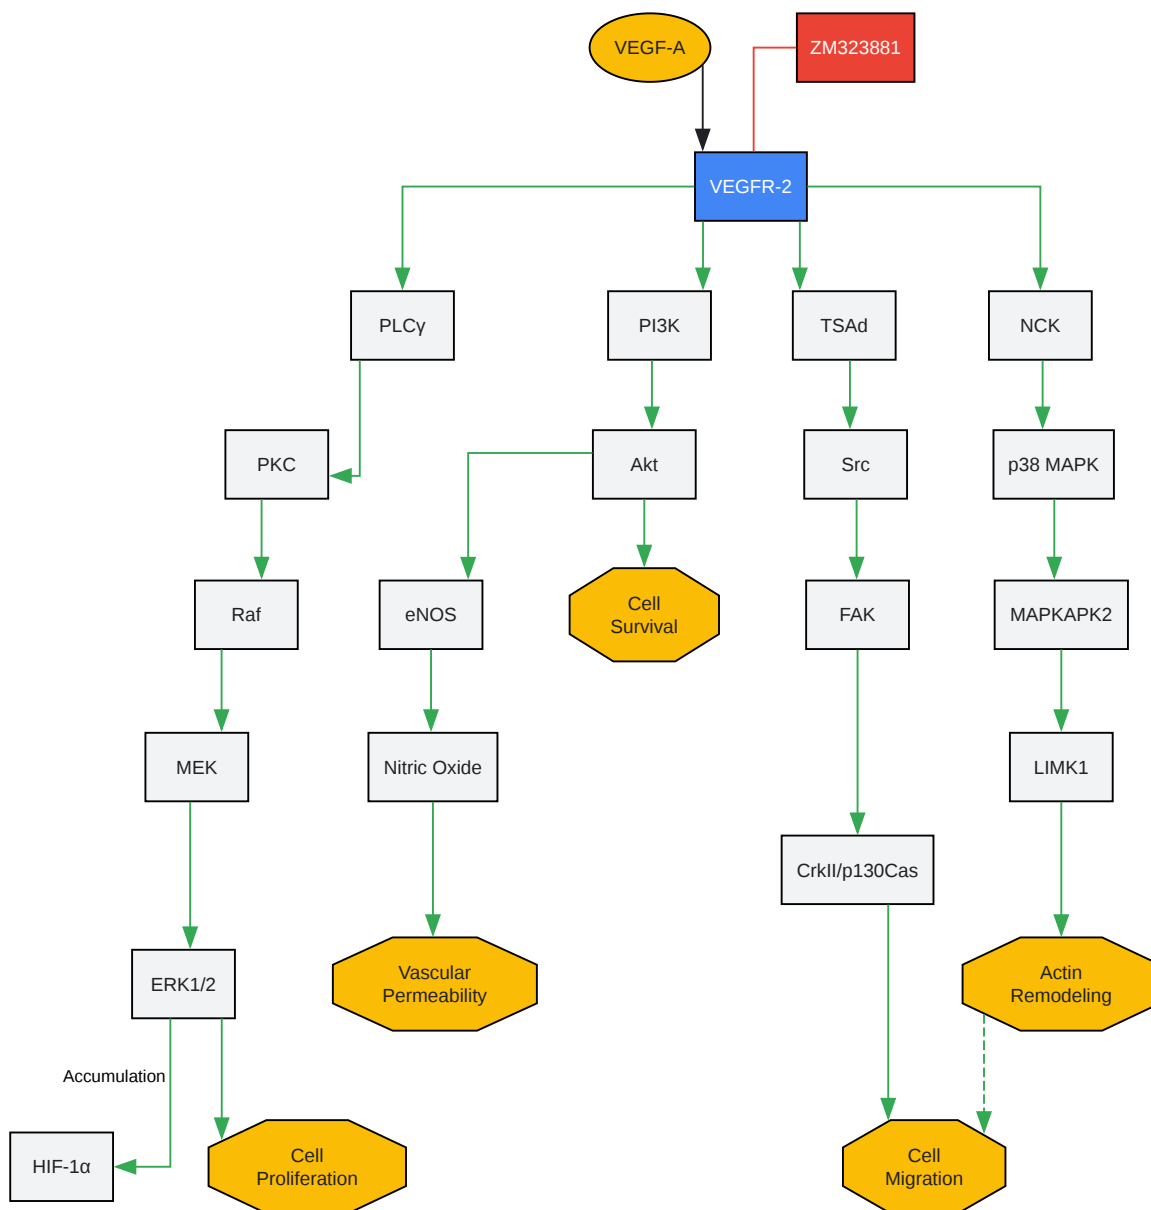 VEGF-A
ZM323881
VEGFR-2
PLCγ
PI3K
TSAd
NCK
PKC
Akt
Src
p38 MAPK
Raf
eNOS
Cell
Survival
FAK
MAPKAPK2
MEK
Nitric Oxide
LIMK1
CrkII/p130Cas
ERK1/2
Vascular
Permeability
Actin
Remodeling
Accumulation
HIF-1α
Cell
Proliferation
Cell
Migration